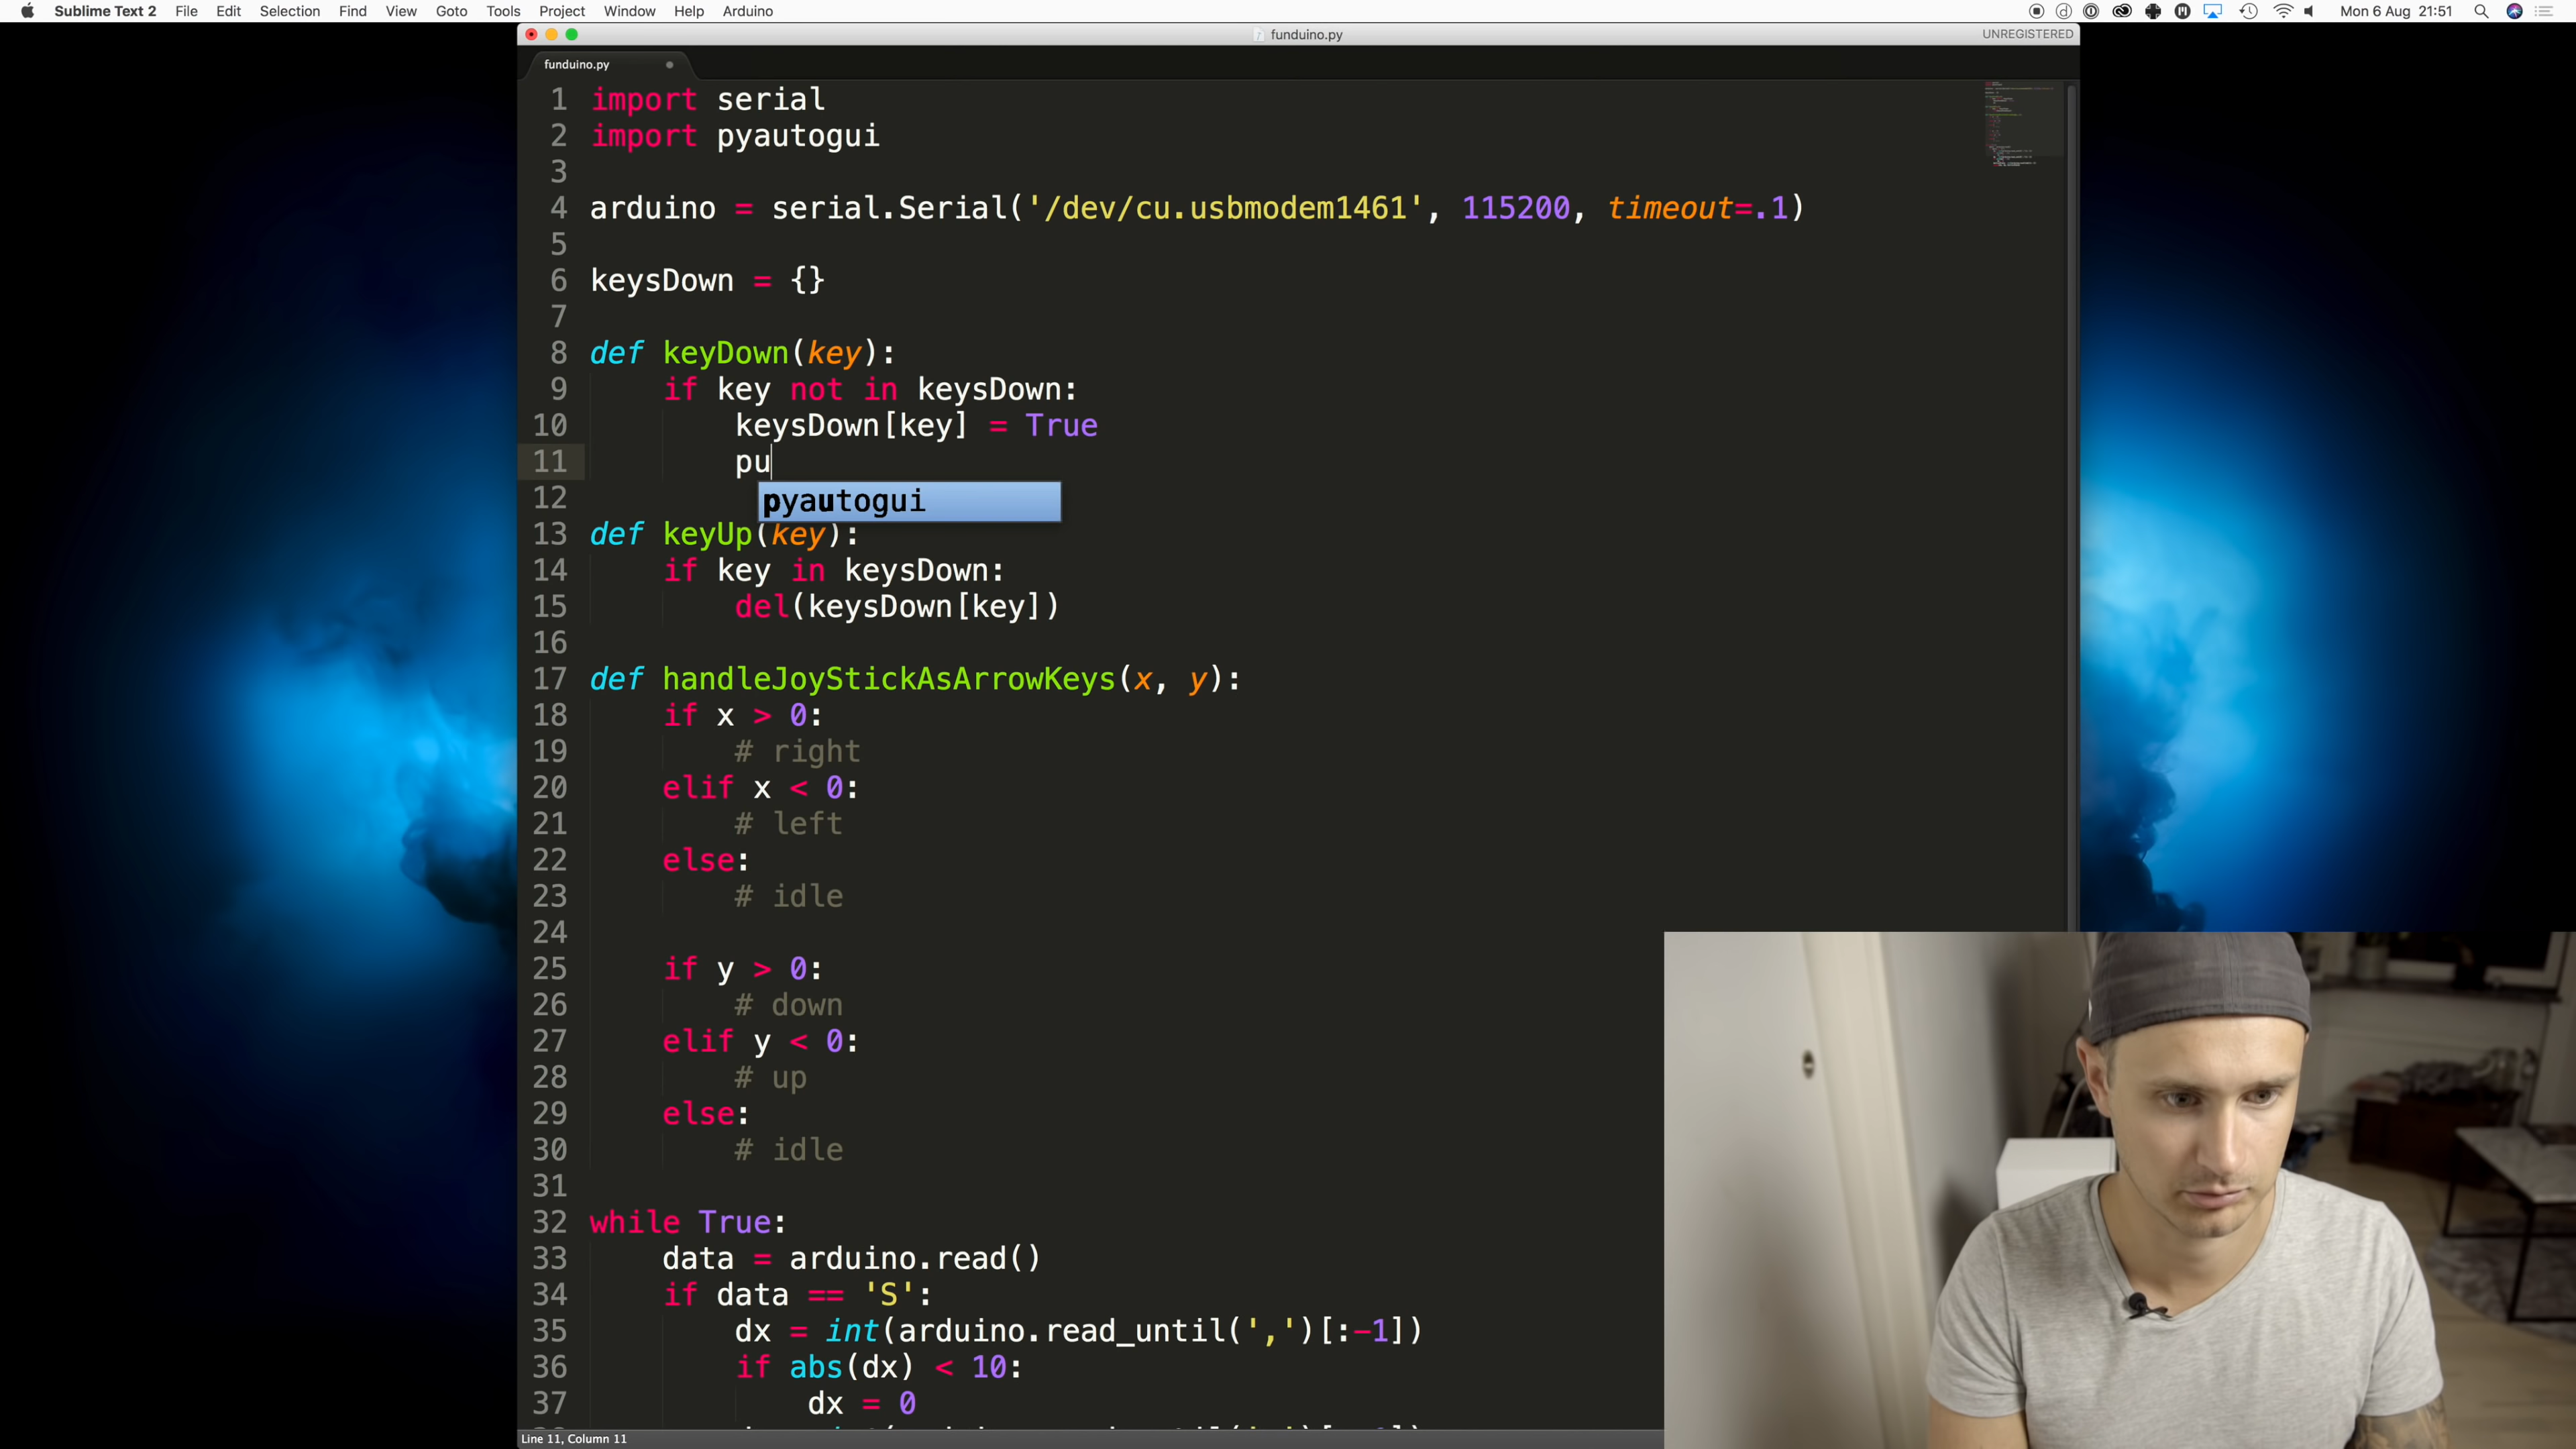 Sublime Text 2 File Edit Selection Find View Goto Tools Project Window Help Arduino Mon 6 Aug 21:51
funduino.py UNREGISTERED
funduino.py
1 import serial
2 import pyautogui
3
4 arduino = serial.Serial('/dev/cu.usbmodem1461', 115200, timeout=.1)
5
6 keysDown = {}
7
8 def keyDown(key):
9 if key not in keysDown:
10 keysDown[key] = True
11 pu
12
pyautogui
13 def keyUp(key):
14 if key in keysDown:
15 del(keysDown[key])
16
17 def handleJoyStickAsArrowKeys(x, y):
18 if x > 0:
19 # right
20 elif x < 0:
21 # left
22 else:
23 # idle
24
25 if y > 0:
26 # down
27 elif y < 0:
28 # up
29 else:
30 # idle
31
32 while True:
33 data = arduino.read()
34 if data == 'S':
35 dx = int(arduino.read_until(',')[:-1])
36 if abs(dx) < 10:
37 dx = 0
Line 11, Column 11